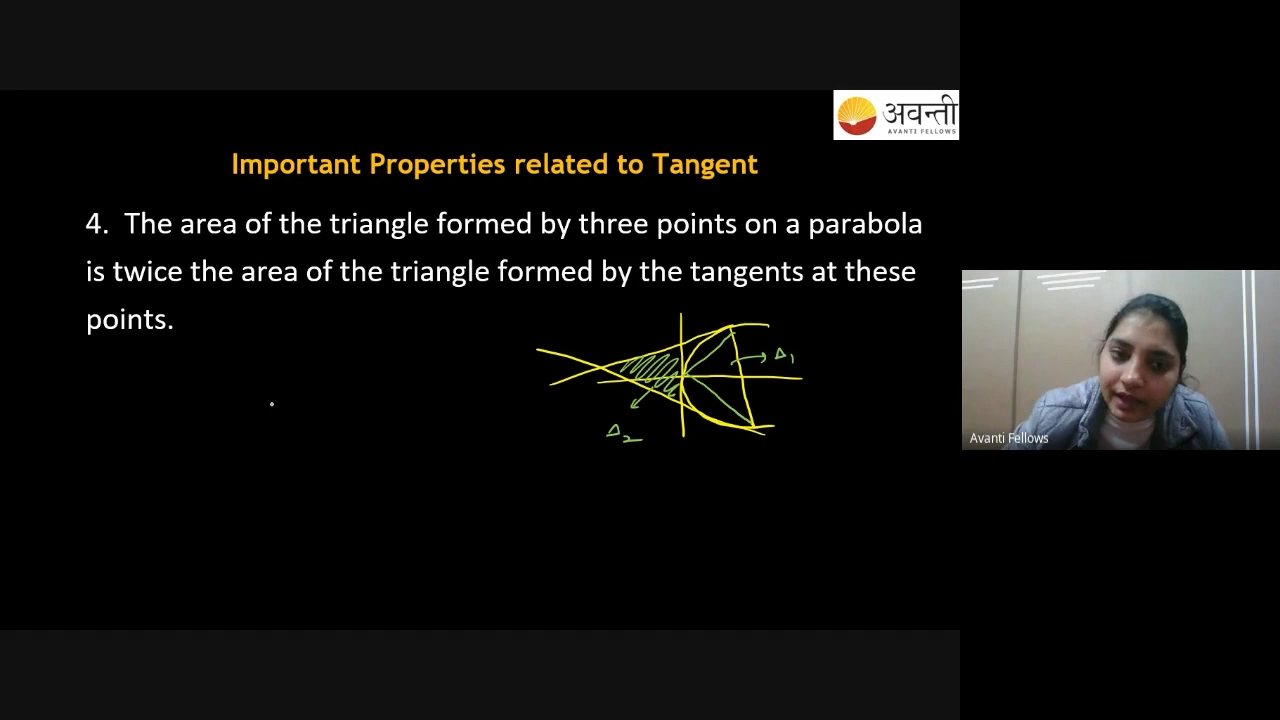 अवन्ती
AVANTI FELLOWS
Important Properties related to Tangent
4. The area of the triangle formed by three points on a parabola
is twice the area of the triangle formed by the tangents at these
points.
Δ1
Δ2
Avanti Fellows